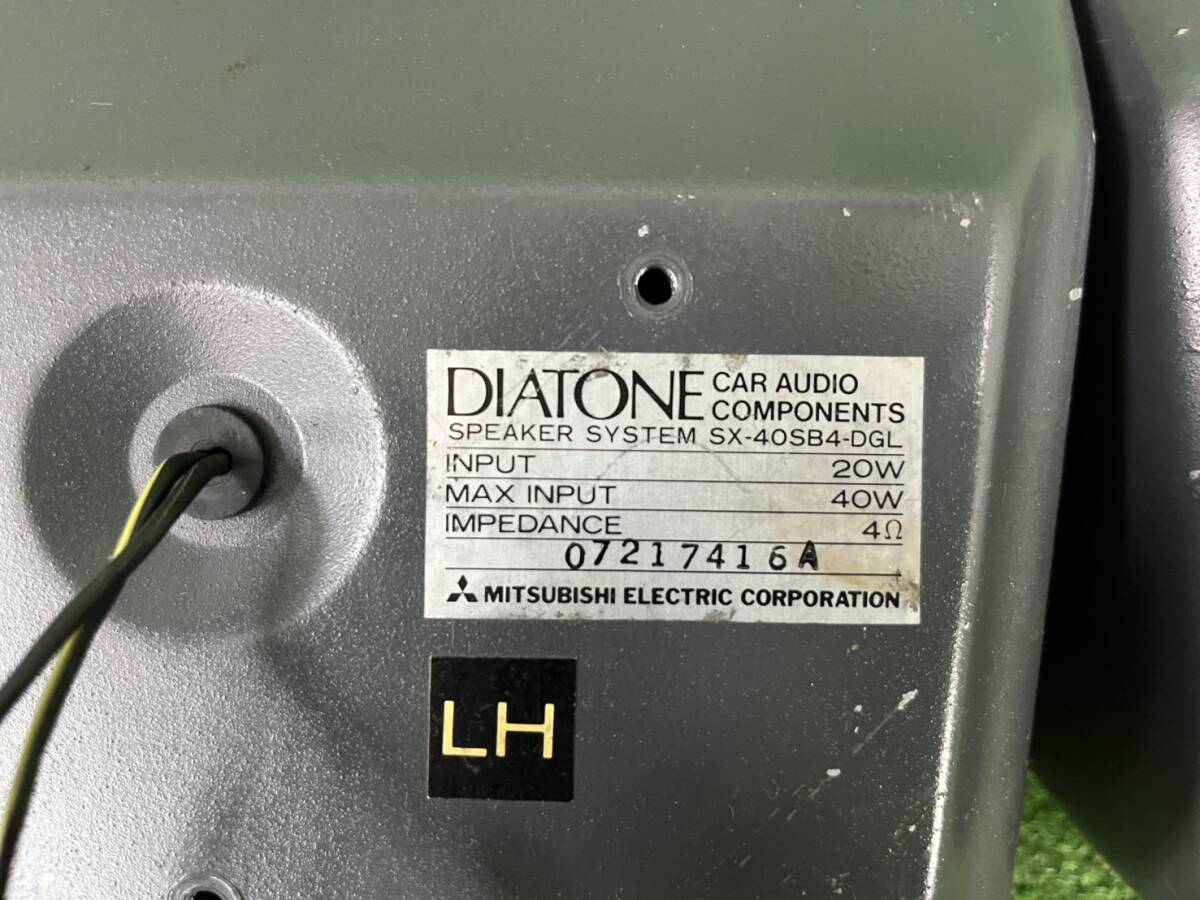 DIATONE CAR AUDIO
COMPONENTS
SPEAKER SYSTEM SX-40SB4-DGL
INPUT 20W
MAX INPUT 40W
IMPEDANCE 4Ω
07217416A
MITSUBISHI ELECTRIC CORPORATION
LH